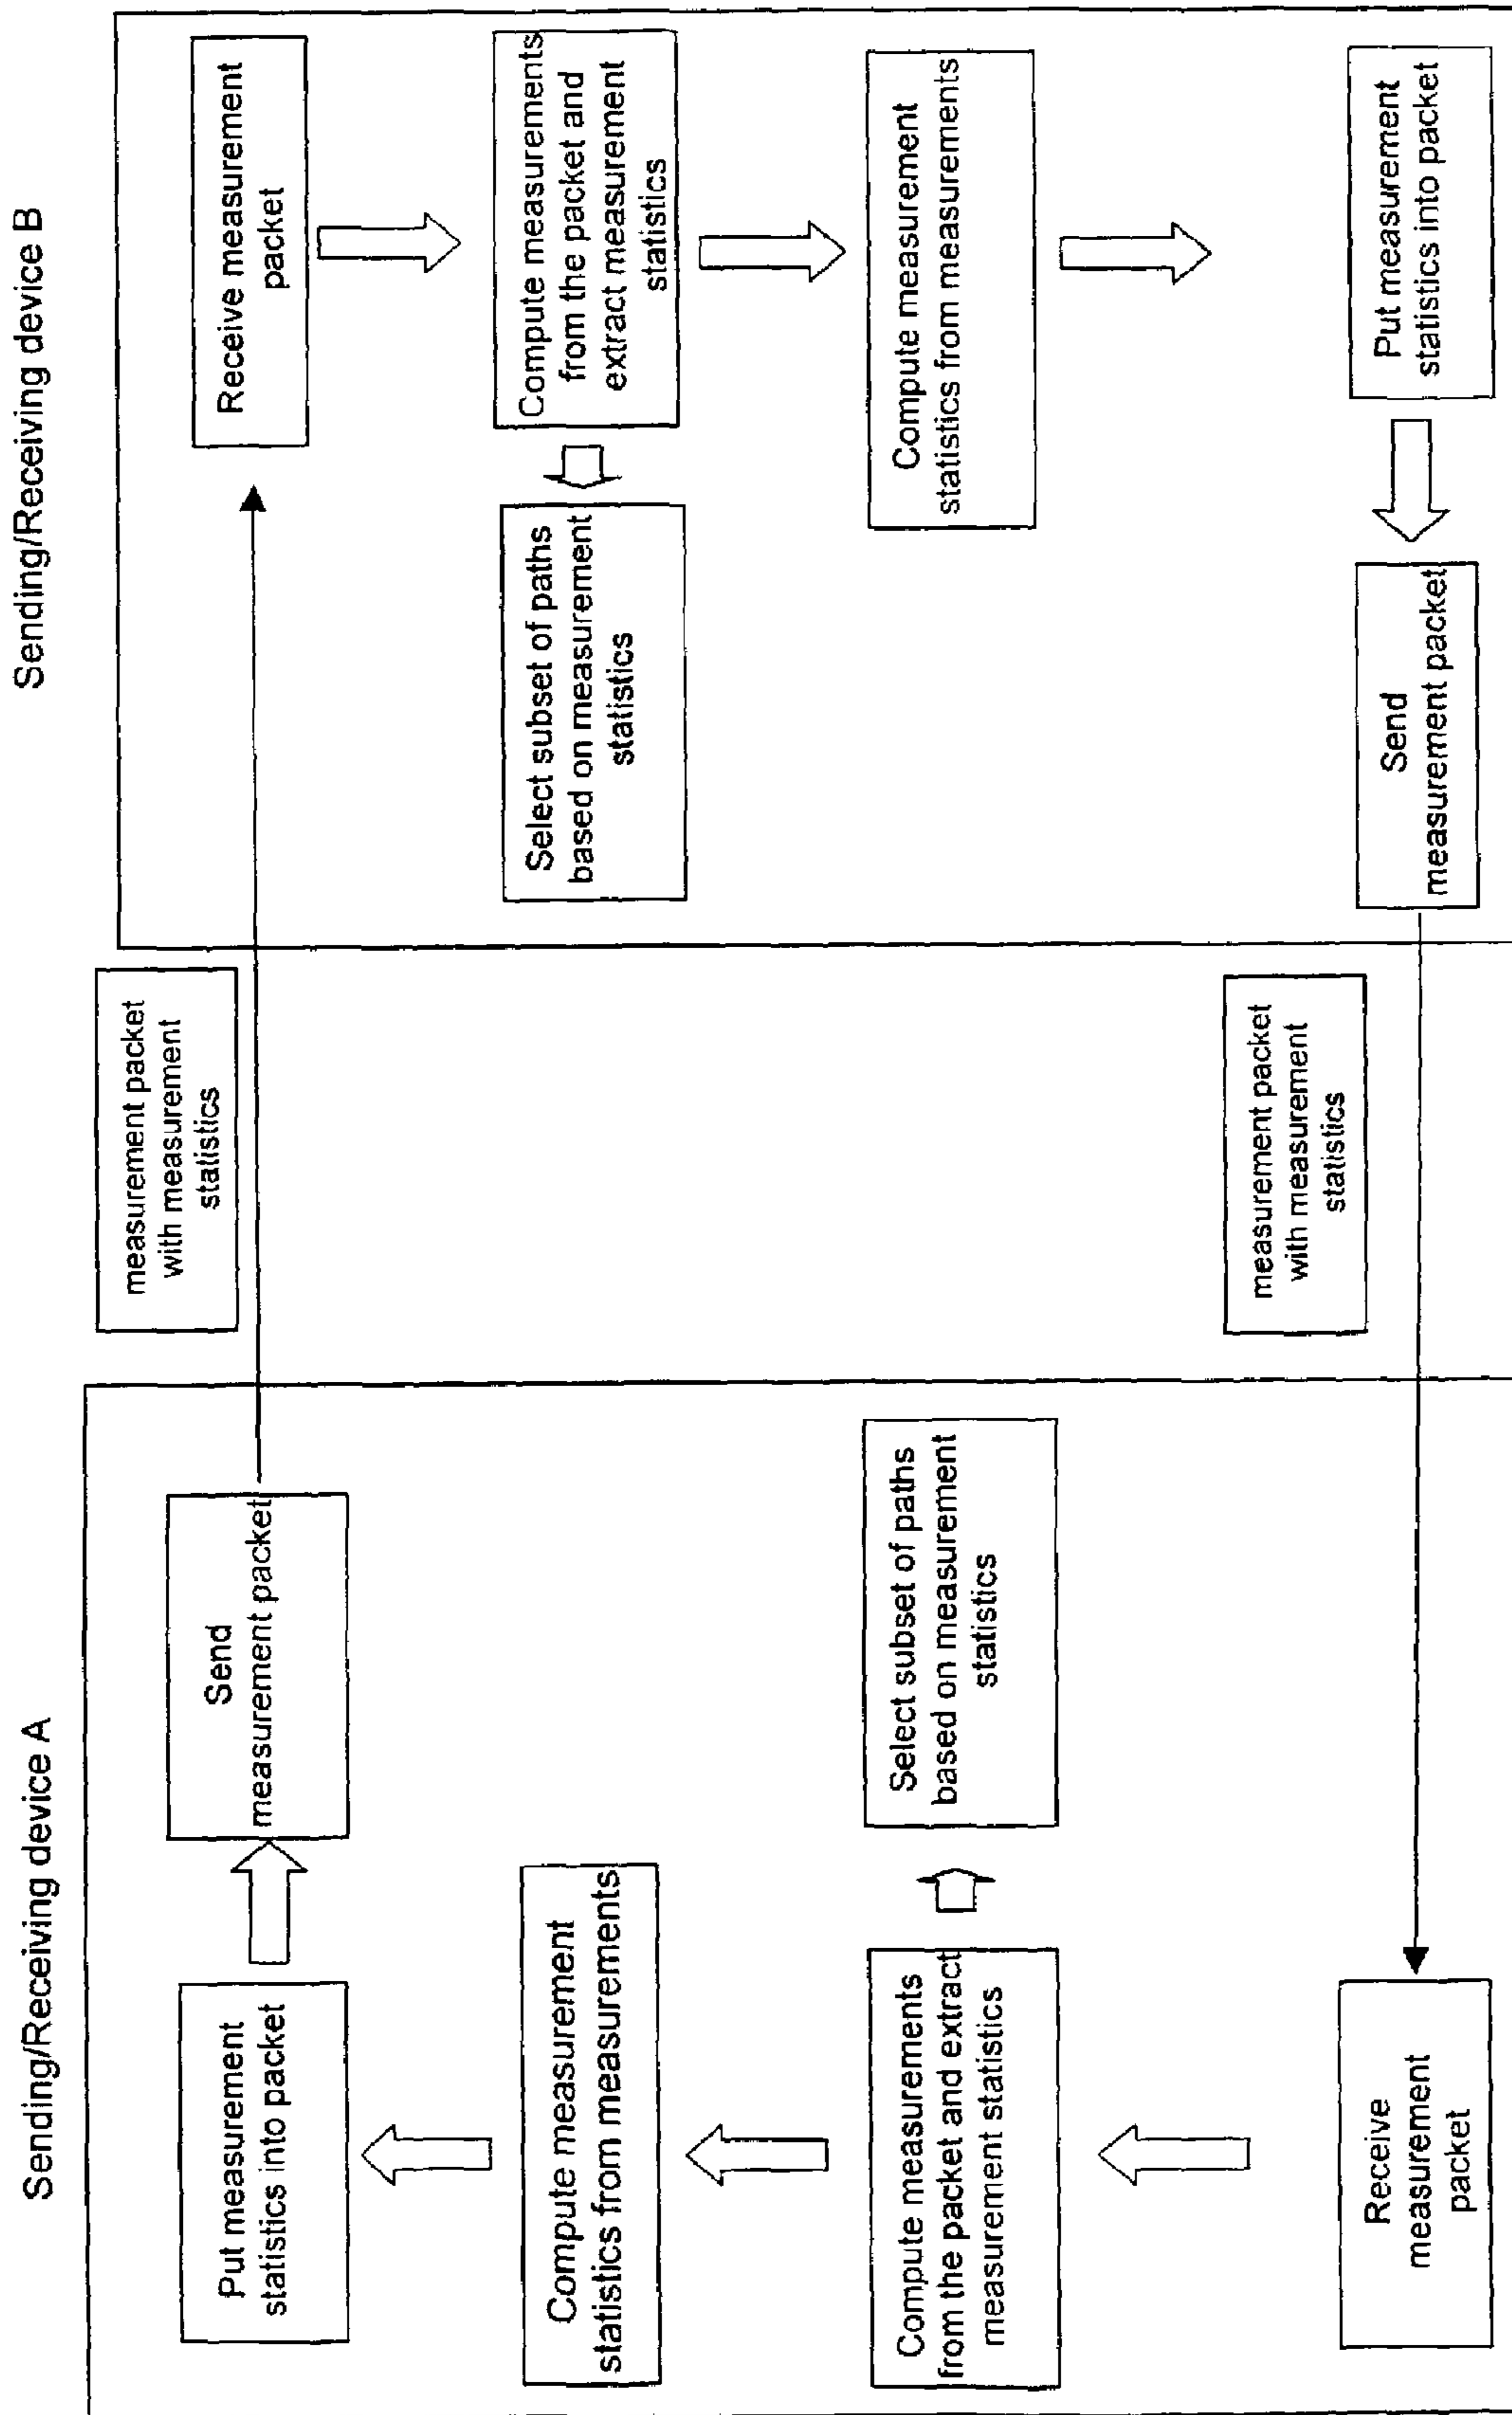 Sending/Receiving device A
Put measurement
statistics into packet
Send
measurement packet
Compute measurement
statistics from measurements
Compute measurements
from the packet and extract
measurement statistics
Select subset of paths
based on measurement
statistics
Receive
measurement
packet
measurement packet
with measurement
statistics
measurement packet
with measurement
statistics
Sending/Receiving device B
Receive measurement
packet
Compute measurements
from the packet and
extract measurement
statistics
Select subset of paths
based on measurement
statistics
Compute measurement
statistics from measurements
Put measurement
statistics into packet
Send
measurement packet